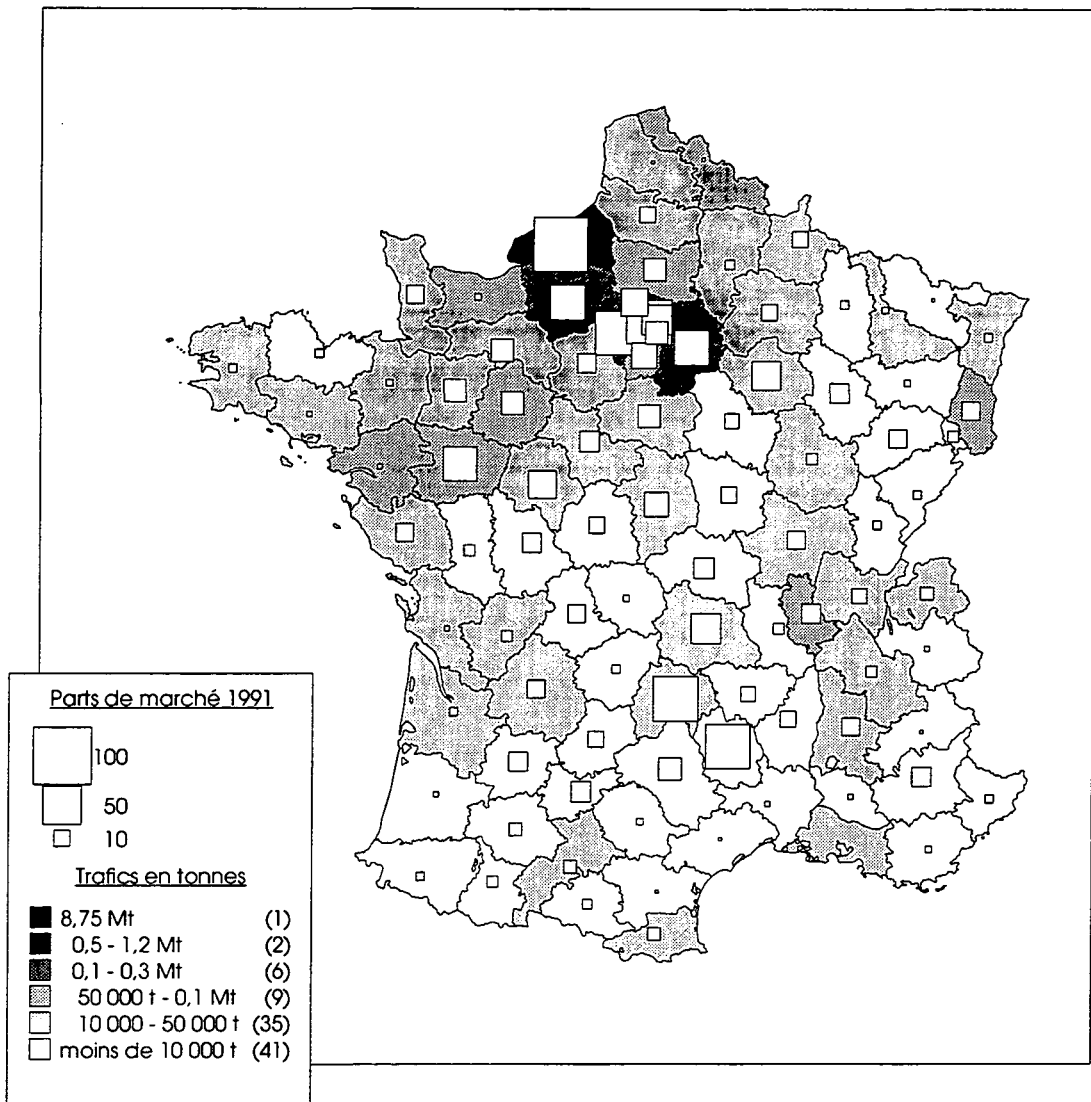 Parts de marché 1991
100
50
10
Trafics en tonnes
8,75 Mt (1)
0,5 - 1,2 Mt (2)
0,1 - 0,3 Mt (6)
50 000 t - 0,1 Mt (9)
10 000 - 50 000 t (35)
moins de 10 000 t (41)